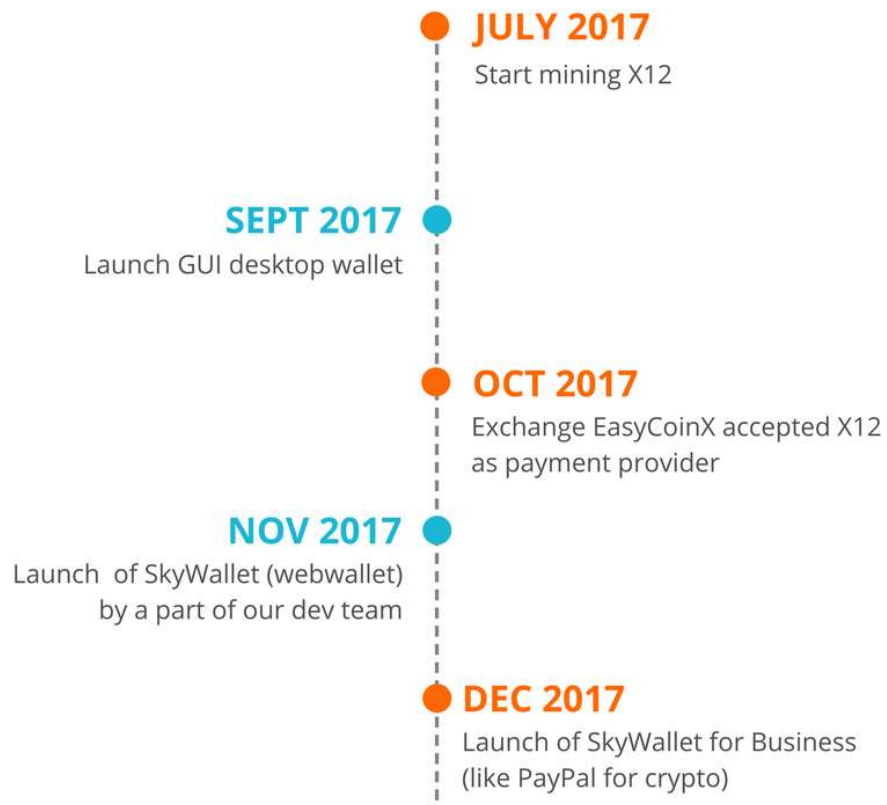 JULY 2017
Start mining X12
SEPT 2017
Launch GUI desktop wallet
OCT 2017
Exchange EasyCoinX accepted X12
as payment provider
NOV 2017
Launch  of SkyWallet (webwallet)
by a part of our dev team
DEC 2017
Launch of SkyWallet for Business
(like PayPal for crypto)